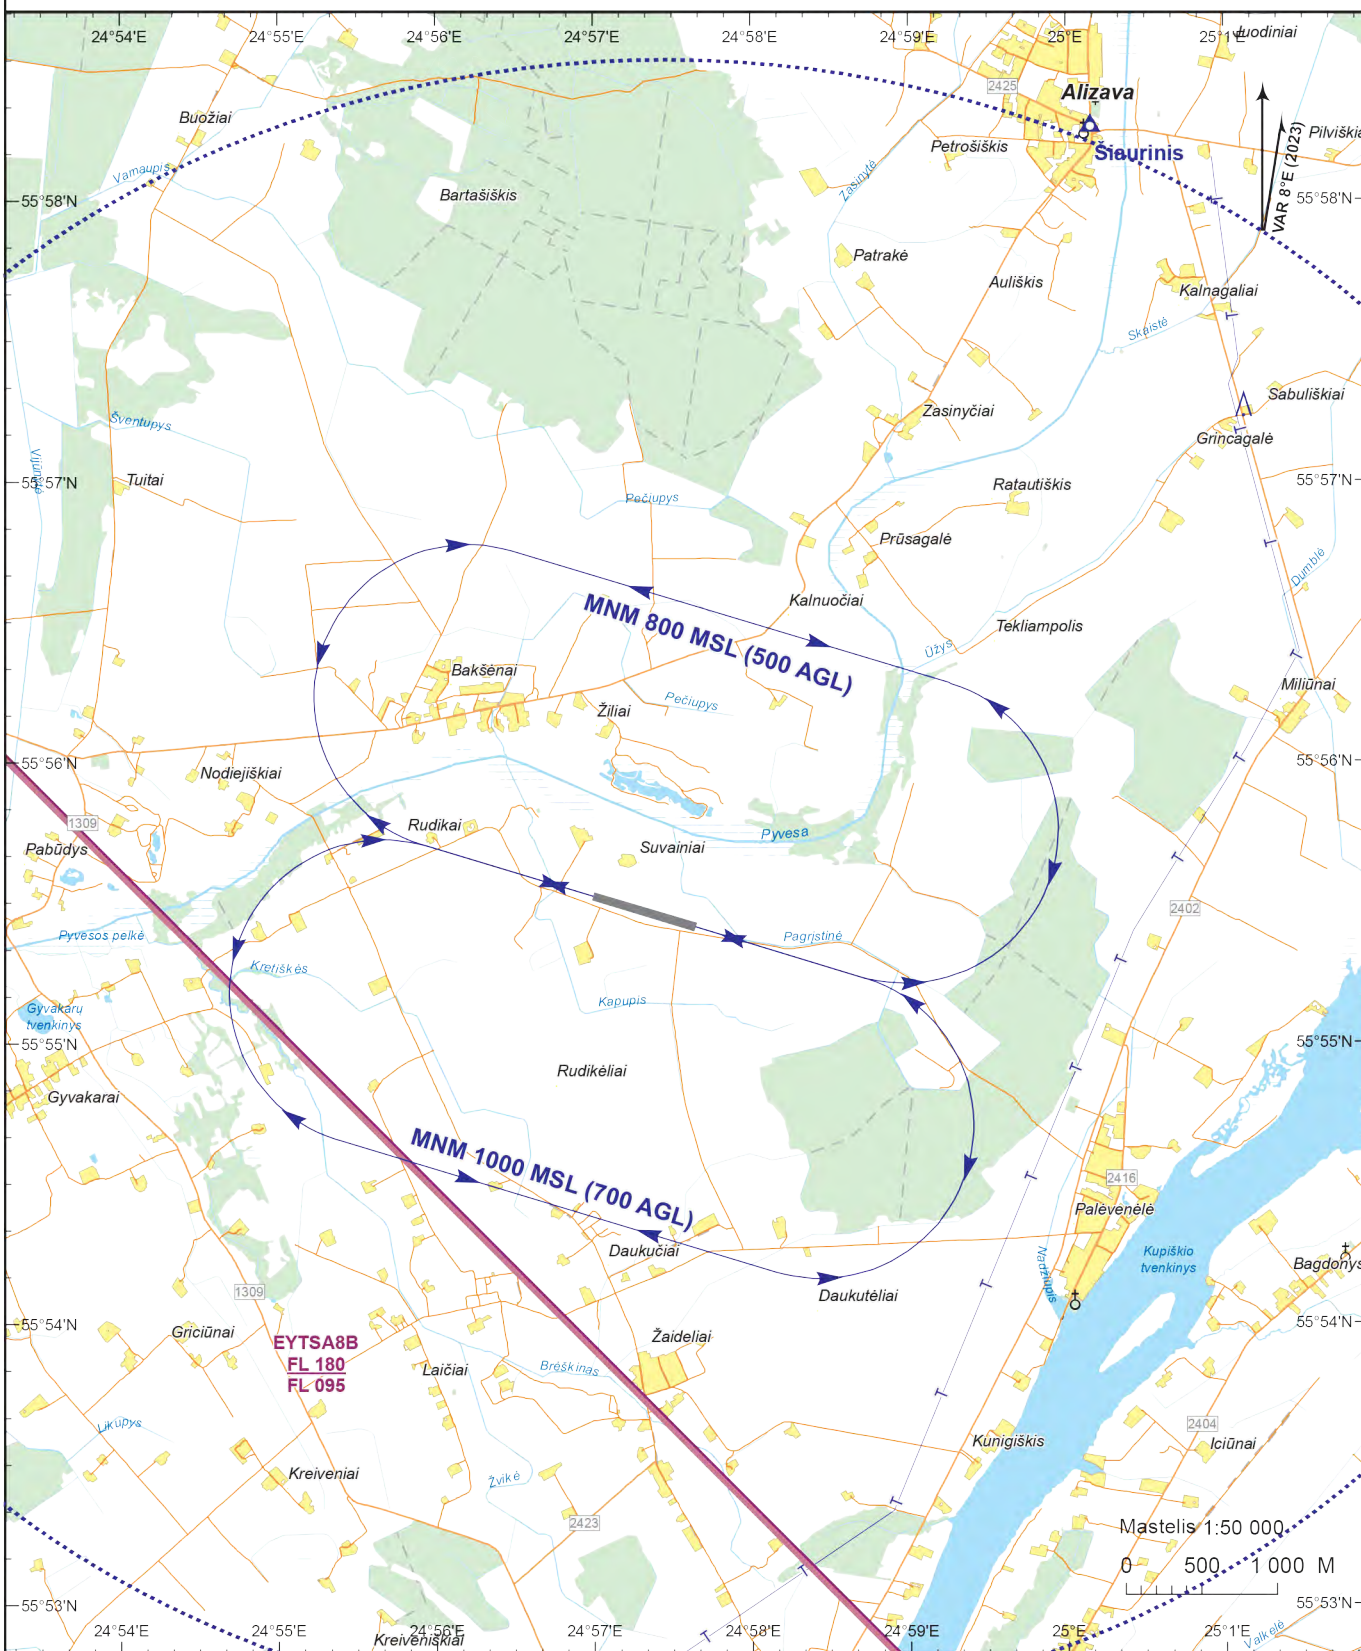 24°54'E
24°55'E
24°56'E
24°57'E
24°58'E
24°59'E
25°E
25°1'E
Juodiniai
2425
Alizava
Buožiai
Šiaurinis
Petrošiškis
Pilviškia
VAR 8°E (2023)
Vamaupis
Zasinytė
Bartašiškis
55°58'N
55°58'N
Patrakė
Auliškis
Kalnagaliai
Skaistė
Sabuliškiai
Zasinyčiai
Šventupys
Grincagalė
Vijuntė
Tuitai
55°57'N
Pečiupys
Ratautiškis
55°57'N
Prūsagalė
Dumblė
MNM 800 MSL (500 AGL)
Kalnuočiai
Tekliampolis
Ūžys
Bakšėnai
Miliūnai
Žiliai
Pečiupys
55°56'N
Nodiejiškiai
55°56'N
1309
Rudikai
Pyvesa
Pabūdys
Suvainiai
2402
Pyvesos pelkė
Pagristinė
Kretiškės
Kapupis
Gyvakarų
tvenkinys
55°55'N
55°55'N
Rudikėliai
Gyvakarai
MNM 1000 MSL (700 AGL)
2416
Palėvenėlė
Daukučiai
Kupiškio
tvenkinys
Nadžiupis
Bagdonys
1309
Daukutėliai
55°54'N
Griciūnai
Žaideliai
55°54'N
EYTSA8B
FL 180
FL 095
Laičiai
Brėškinas
Likupys
2404
Kunigiškis
Iciūnai
Kreiveniai
Žvikė
2423
Mastelis 1:50 000
0 500 1 000 M
55°53'N
55°53'N
24°54'E
24°55'E
24°56'E
24°57'E
24°58'E
24°59'E
25°E
25°1'E
Kreiveniškiai
Valkelė